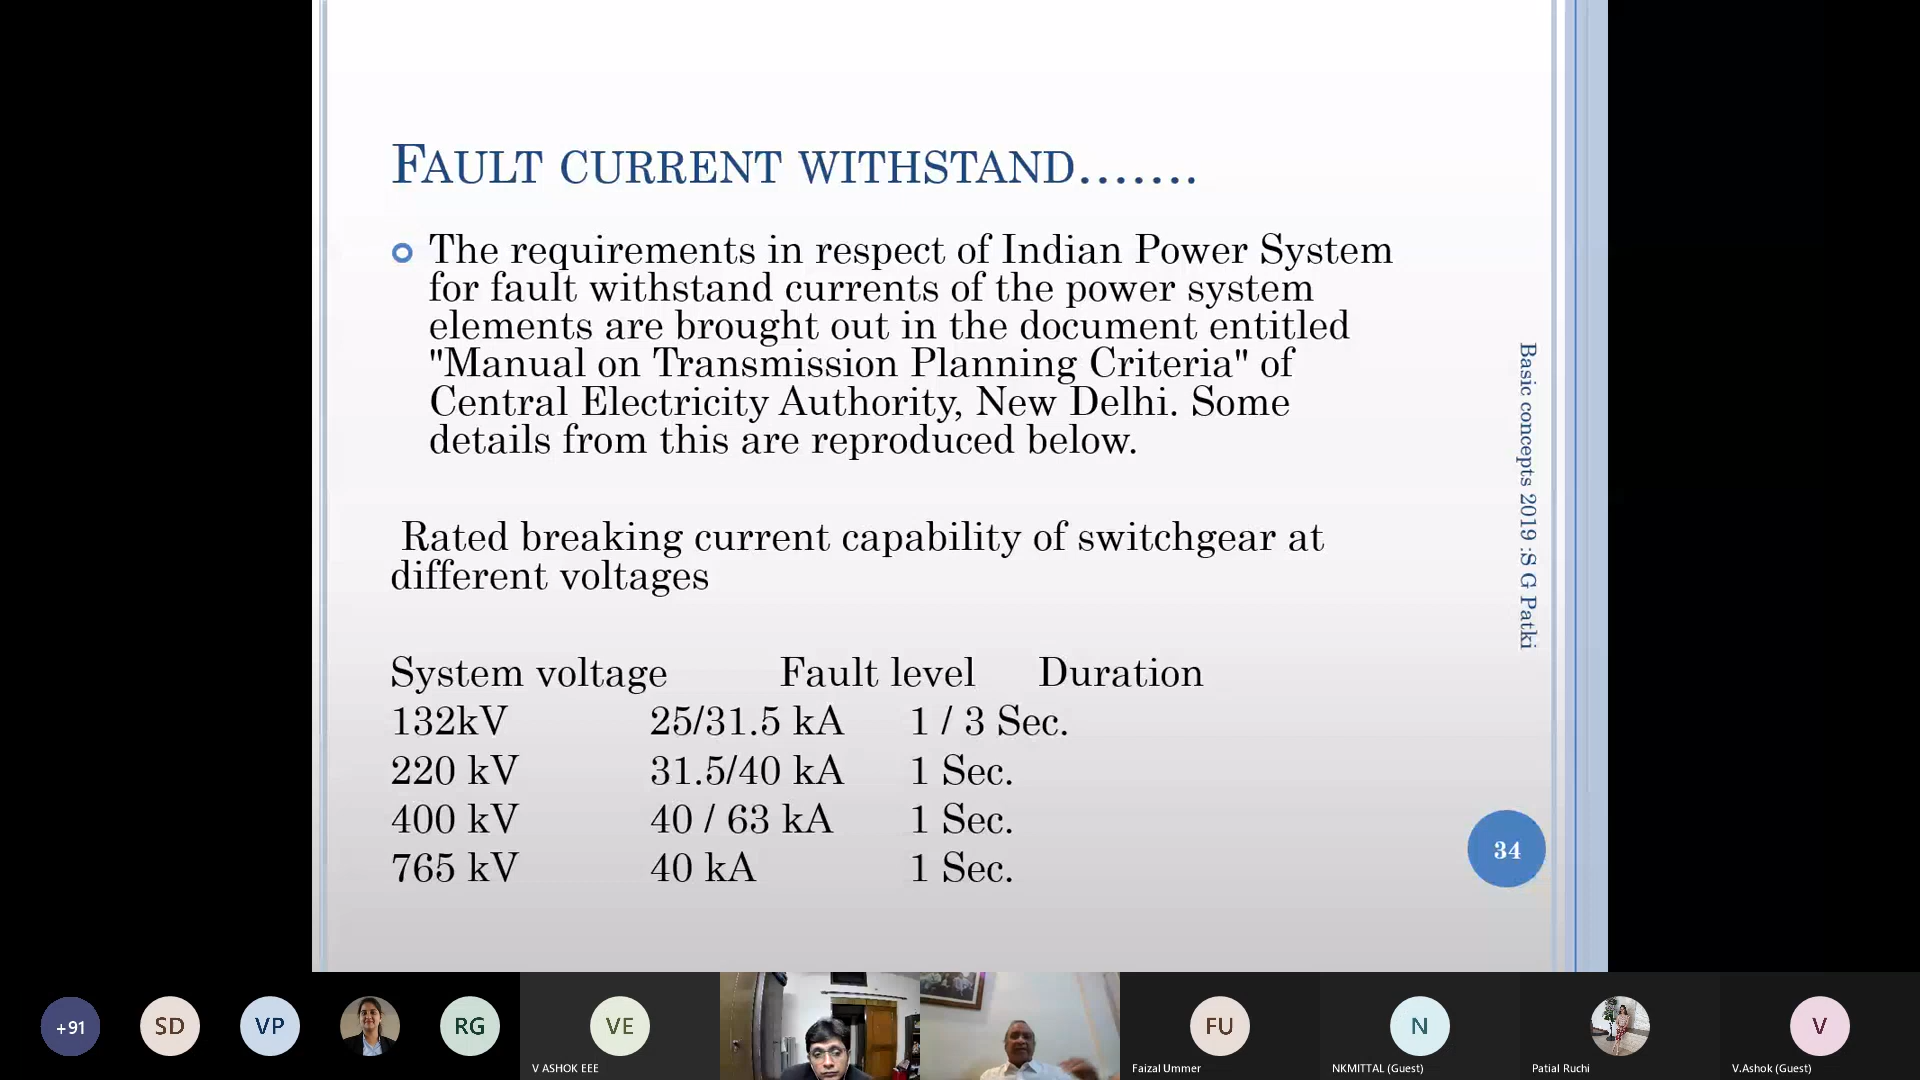 FAULT CURRENT WITHSTAND.......
The requirements in respect of Indian Power System
for fault withstand currents of the power system
elements are brought out in the document entitled
"Manual on Transmission Planning Criteria" of
Central Electricity Authority, New Delhi. Some
details from this are reproduced below.
Rated breaking current capability of switchgear at
different voltages
System voltage Fault level Duration
132kV 25/31.5 kA 1 / 3 Sec.
220 kV 31.5/40 kA 1 Sec.
400 kV 40 / 63 kA 1 Sec.
765 kV 40 kA 1 Sec.
Basic concepts 2019 :S G Patki
34
+91
SD
VP
RG
VE
V ASHOK EEE
FU
Faizal Ummer
N
NKMITTAL (Guest)
Patial Ruchi
V
V.Ashok (Guest)